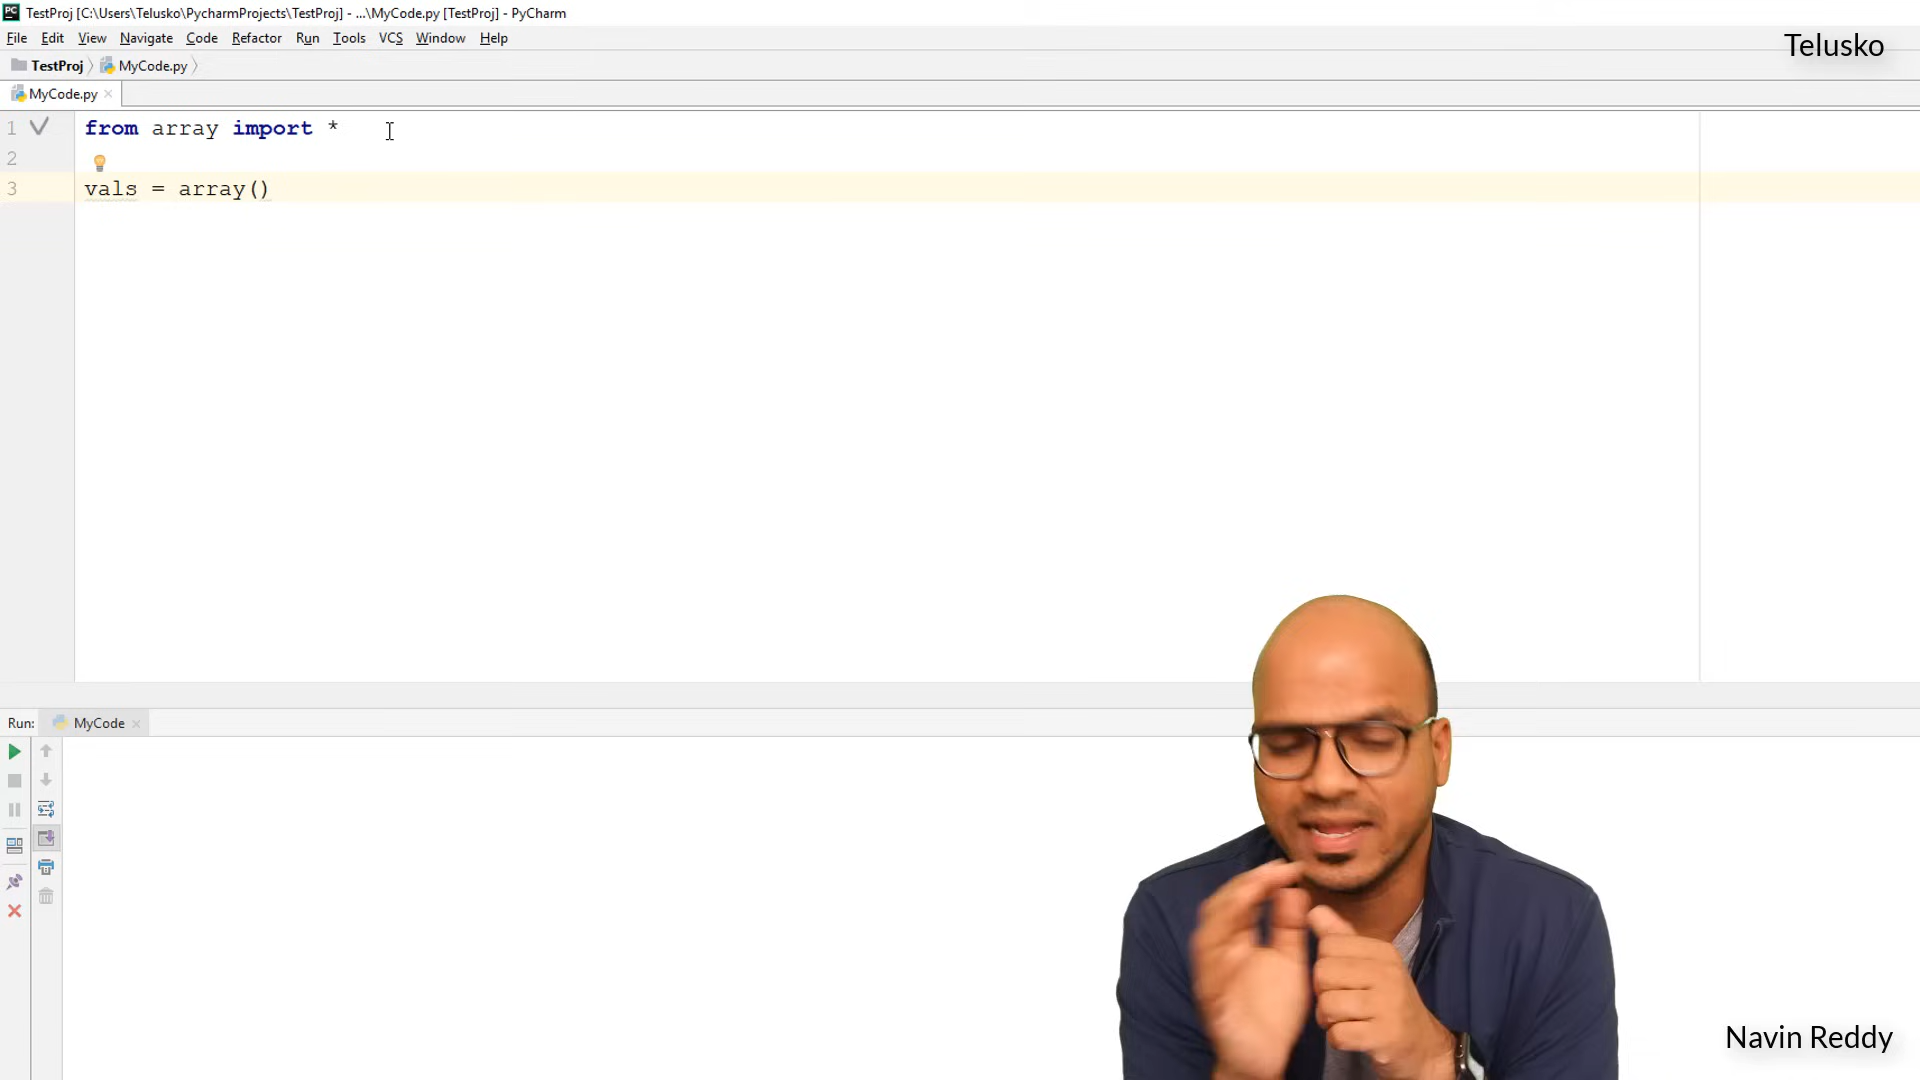 TestProj [C:\Users\Telusko\PycharmProjects\TestProj] - ...\MyCode.py [TestProj] - PyCharm
File Edit View Navigate Code Refactor Run Tools VCS Window Help
Telusko
TestProj MyCode.py
MyCode.py
1 from array import *
2
3 vals = array()
Run: MyCode
Navin Reddy